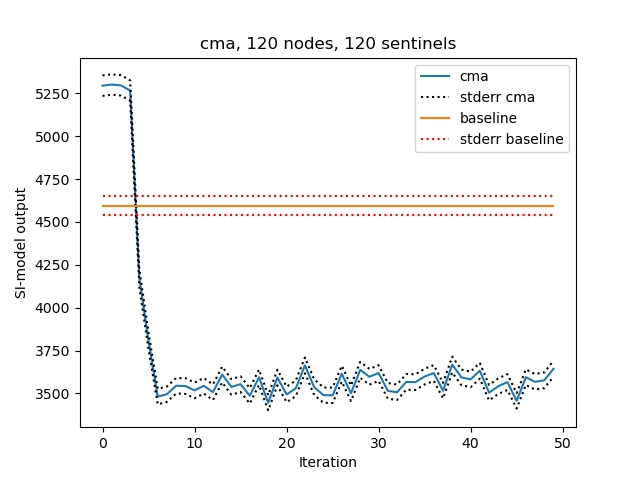 cma, 120 nodes, 120 sentinels
cma
stderr cma
baseline
stderr baseline
SI-model output
5250
5000
4750
4500
4250
4000
3750
3500
0 10 20 30 40 50
Iteration